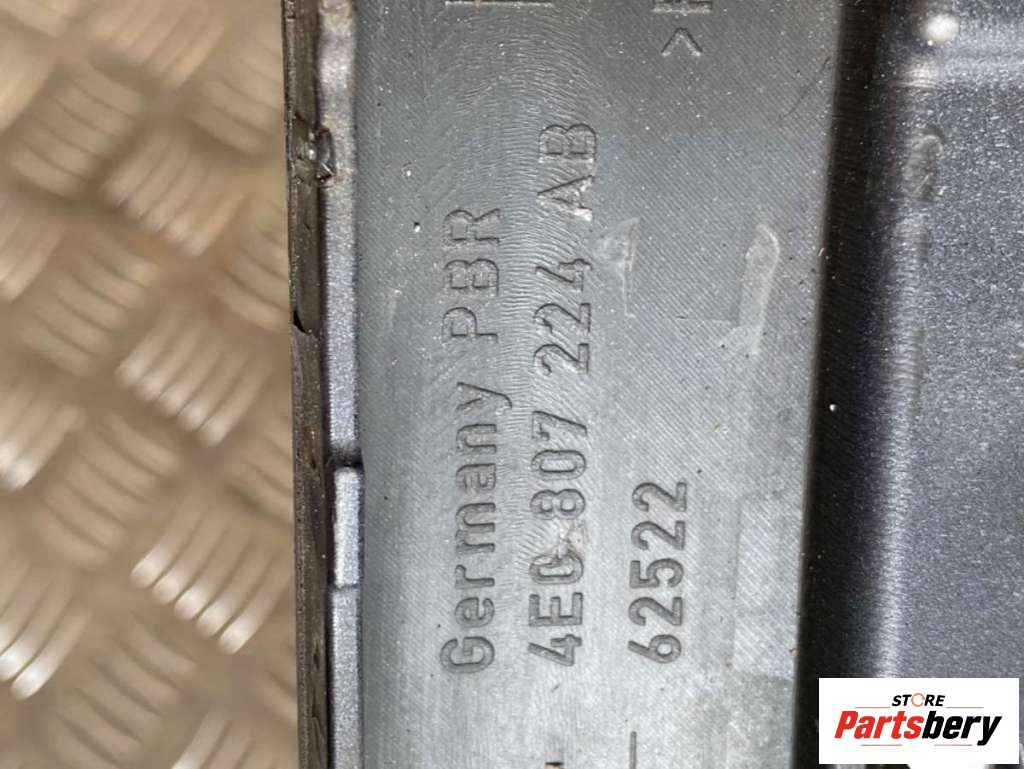 Germany PBR
4E0 807 224 AB
62522
STORE
Partsbery